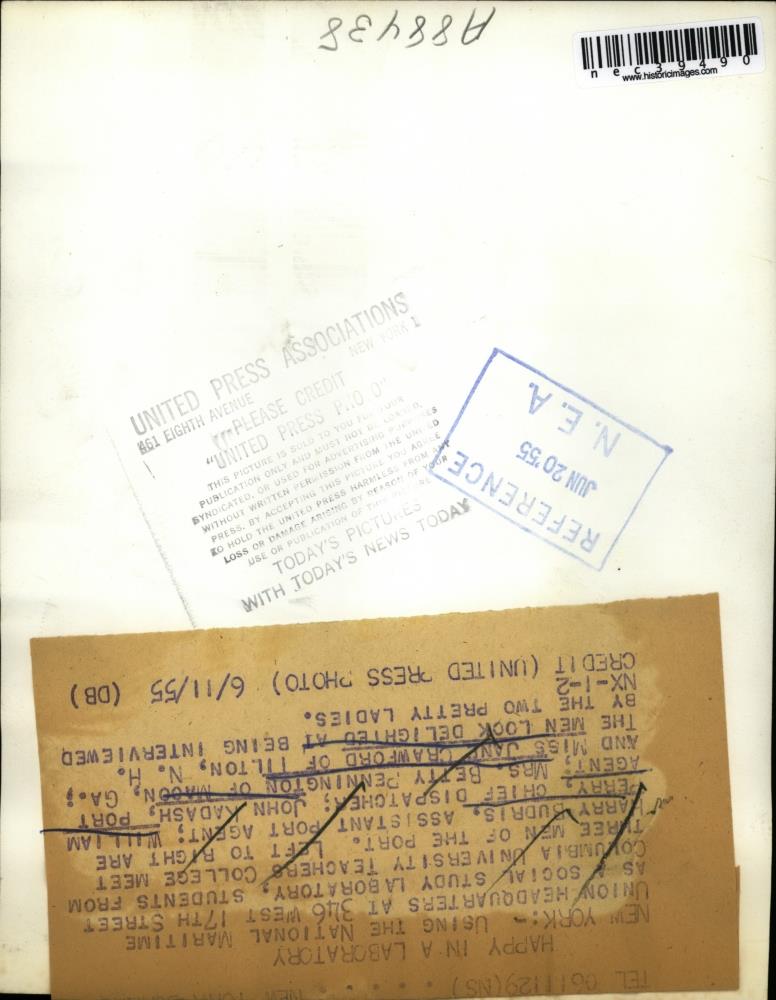 A88438
nec39490
www.historicimages.com
UNITED PRESS ASSOCIATIONS
461 EIGHTH AVENUE NEW YORK 1
PLEASE CREDIT
"UNITED PRESS P O O"
THIS PICTURE IS SOLD TO YOU FOR YOUR
PUBLICATION ONLY AND MUST NOT BE LOANED,
SYNDICATED, OR USED FOR ADVERTISING PURPOSES
WITHOUT WRITTEN PERMISSION FROM THE UNITED
PRESS. BY ACCEPTING THIS PICTURE YOU AGREE
TO HOLD THE UNITED PRESS HARMLESS FROM ANY
LOSS OR DAMAGE ARISING BY REASON OF YOUR
USE OR PUBLICATION OF THIS PICTURE
TODAY'S PICTURES
WITH TODAY'S NEWS TODAY
REFERENCE
JUN 20 '55
N. E. A.
TEL 0611129(NS) . . . . . NEW YORK
HAPPY IN A LABORATORY
NEW YORK:- USING THE NATIONAL MARITIME
UNION HEADQUARTERS AT 346 WEST 17TH STREET
AS A SOCIAL STUDY LABORATORY, STUDENTS FROM
COLUMBIA UNIVERSITY TEACHERS COLLEGE MEET
THREE MEN OF THE PORT. LEFT TO RIGHT ARE
HARRY BUDRIS, ASSISTANT PORT AGENT; WILLIAM
PERRY, CHIEF DISPATCHER; JOHN KADASH, PORT
AGENT; MRS. BETTY PENNINGTON OF MACON, GA.;
AND MISS JANE CRAWFORD OF TILTON, N. H.
THE MEN LOOK DELIGHTED AT BEING INTERVIEWED
BY THE TWO PRETTY LADIES.
NX-1-2
CREDIT (UNITED PRESS PHOTO) 6/11/55 (DB)